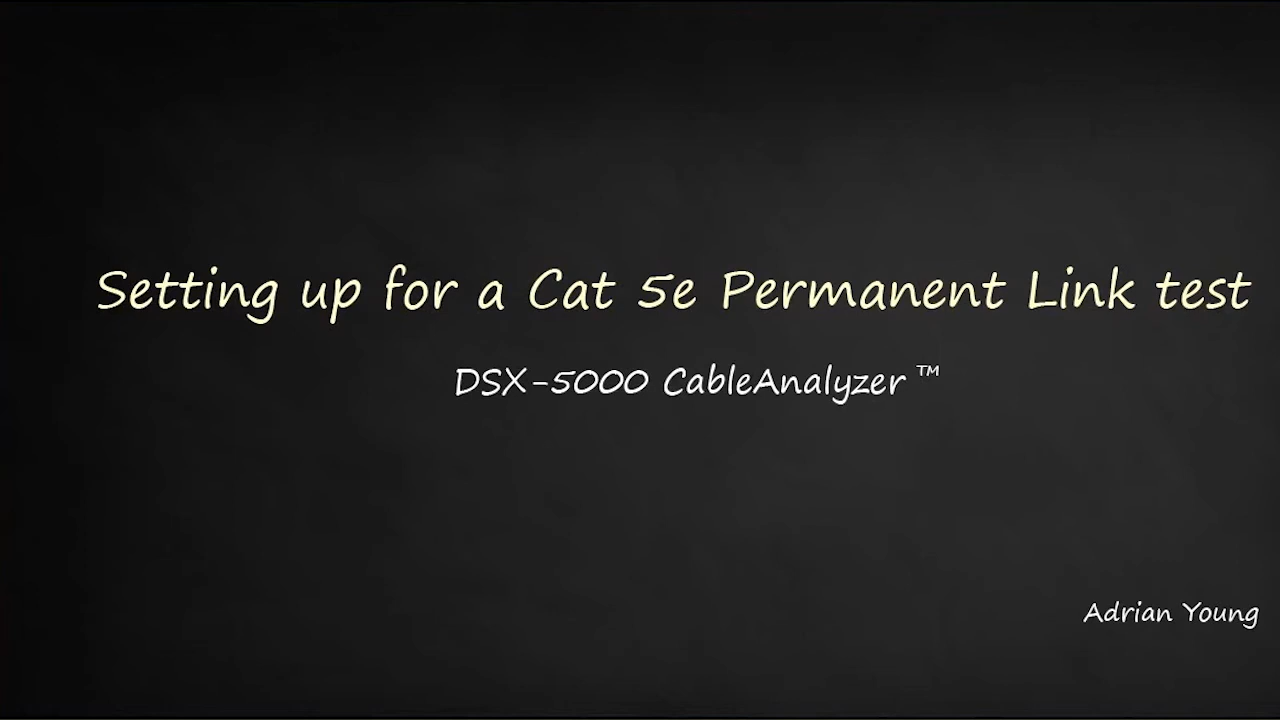 Setting up for a Cat 5e Permanent Link test
DSX-5000 CableAnalyzer™
Adrian Young